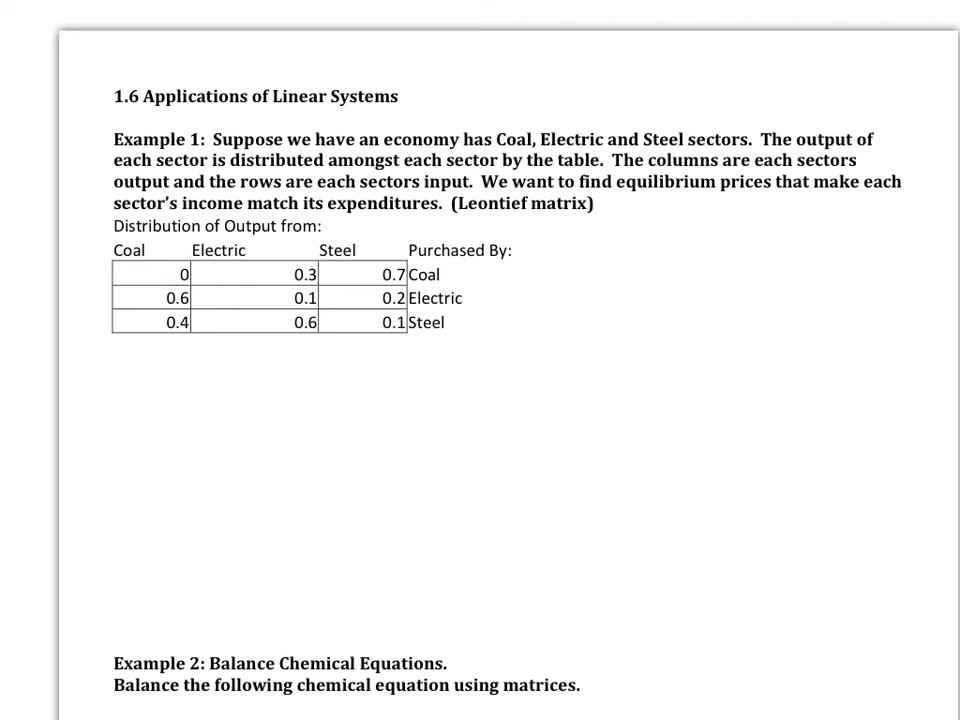 1.6 Applications of Linear Systems
Example 1:  Suppose we have an economy has Coal, Electric and Steel sectors.  The output of
each sector is distributed amongst each sector by the table.  The columns are each sectors
output and the rows are each sectors input.  We want to find equilibrium prices that make each
sector's income match its expenditures.  (Leontief matrix)
Distribution of Output from:
Coal Electric Steel Purchased By:
0 0.3 0.7 Coal
0.6 0.1 0.2 Electric
0.4 0.6 0.1 Steel
Example 2: Balance Chemical Equations.
Balance the following chemical equation using matrices.